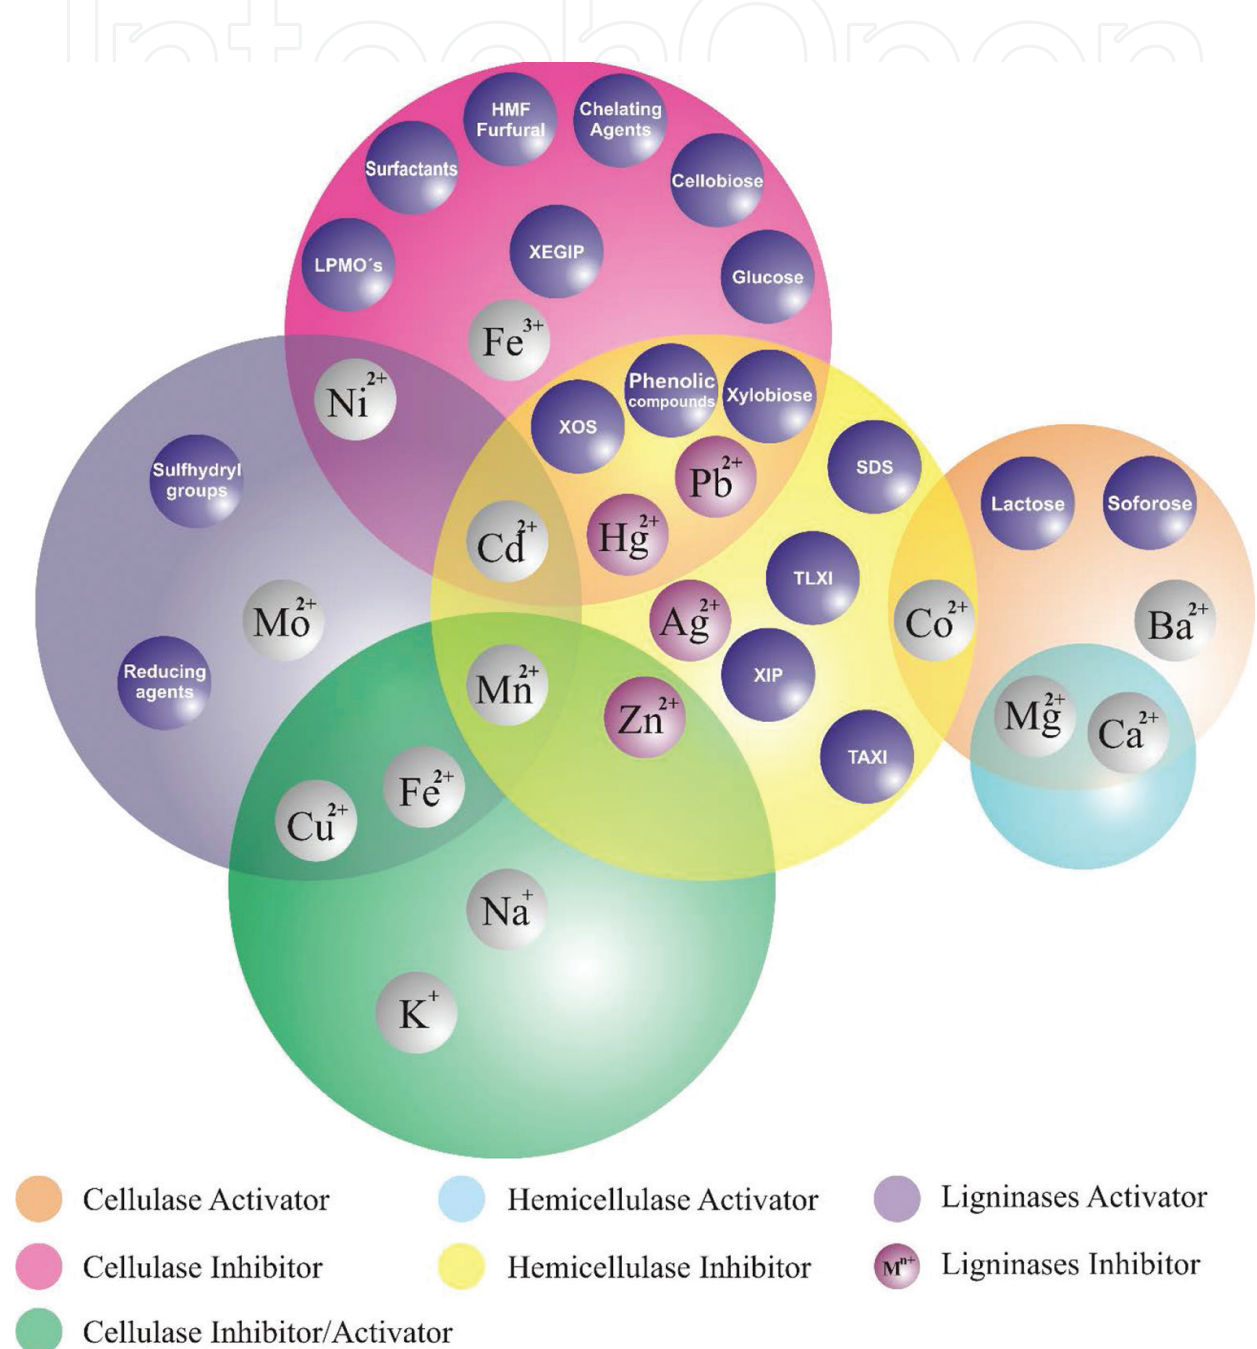 IntechOpen
HMF
Furfural
Chelating
Agents
Surfactants
Cellobiose
LPMO´s
XEGIP
Glucose
Fe3+
Ni2+
Phenolic
compounds
Xylobiose
XOS
Sulfhydryl
groups
Pb2+
SDS
Lactose
Soforose
Cd2+
Hg2+
TLXI
Mo2+
Ag2+
Co2+
Ba2+
Reducing
agents
Mn2+
XIP
Zn2+
Mg2+
Ca2+
TAXI
Fe2+
Cu2+
Na+
K+
Cellulase Activator
Hemicellulase Activator
Ligninases Activator
Cellulase Inhibitor
Hemicellulase Inhibitor
Mn+
Ligninases Inhibitor
Cellulase Inhibitor/Activator